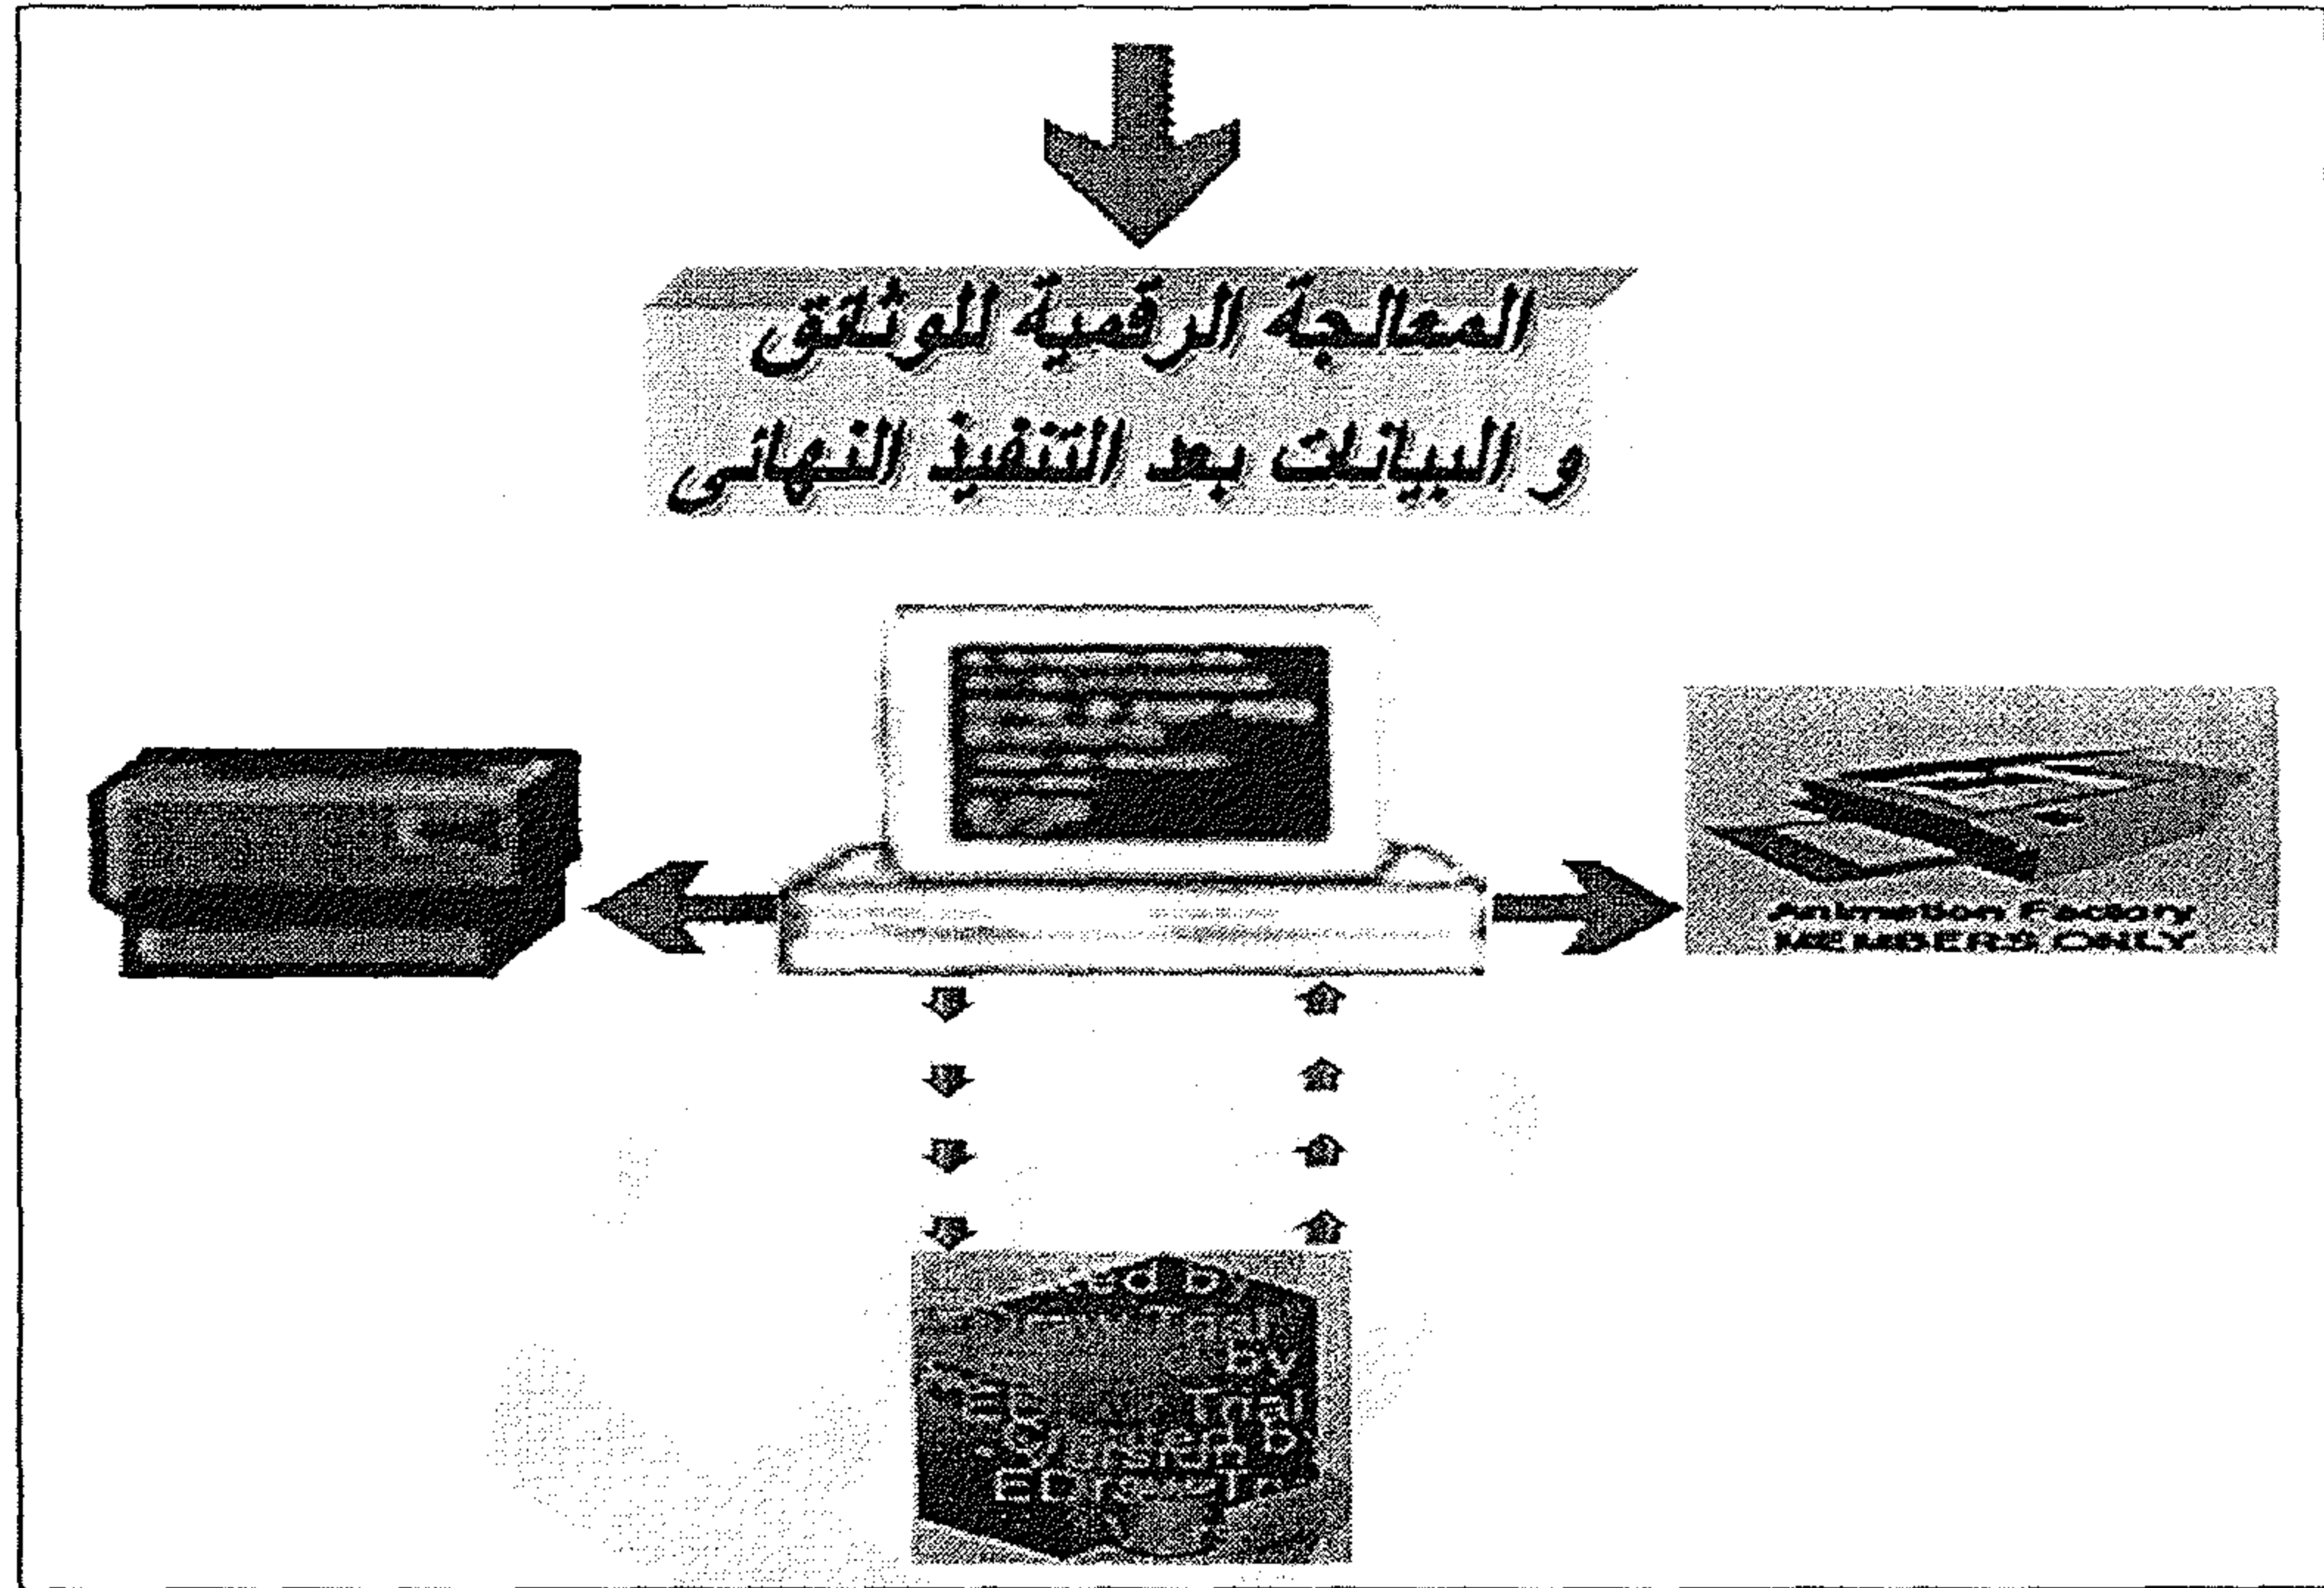 المعالجة الرقمية للوثائق
و البيانات بعد التنفيذ النهائى
Animation Factory
MEMBERS ONLY